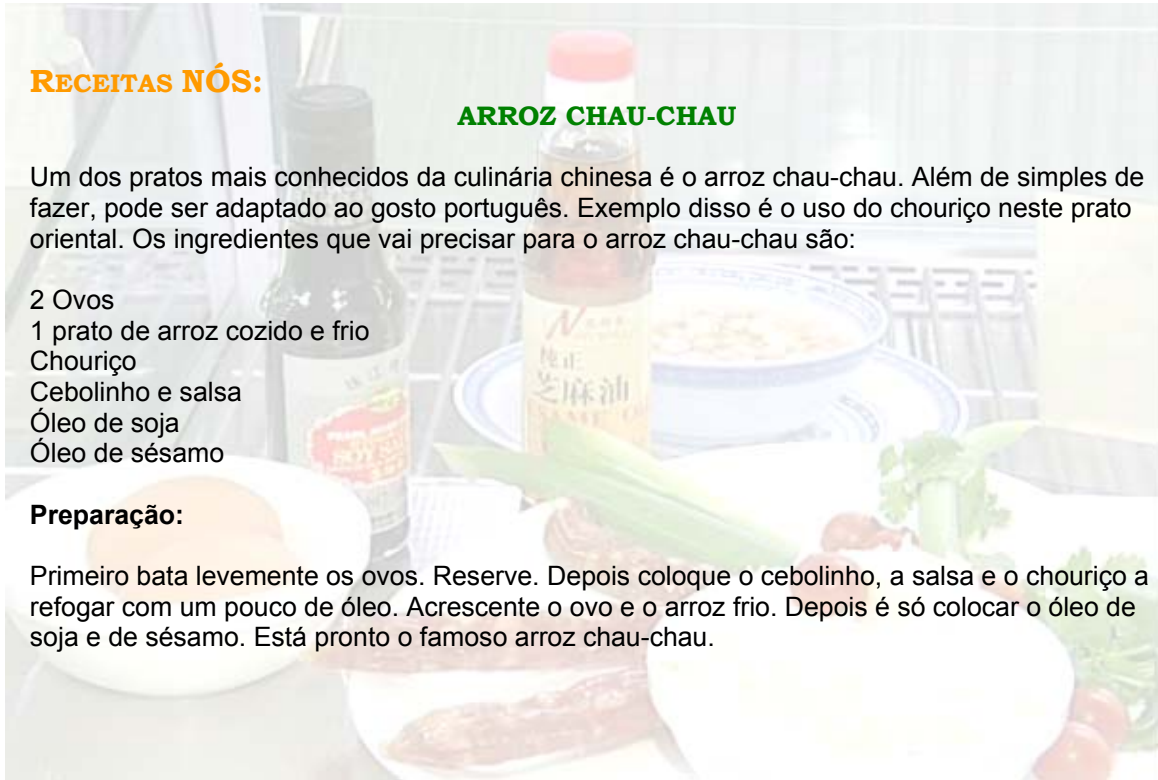 RECEITAS NÓS:
ARROZ CHAU-CHAU
Um dos pratos mais conhecidos da culinária chinesa é o arroz chau-chau. Além de simples de
fazer, pode ser adaptado ao gosto português. Exemplo disso é o uso do chouriço neste prato
oriental. Os ingredientes que vai precisar para o arroz chau-chau são:
2 Ovos
1 prato de arroz cozido e frio
Chouriço
Cebolinho e salsa
Óleo de soja
Óleo de sésamo
Preparação:
Primeiro bata levemente os ovos. Reserve. Depois coloque o cebolinho, a salsa e o chouriço a
refogar com um pouco de óleo. Acrescente o ovo e o arroz frio. Depois é só colocar o óleo de
soja e de sésamo. Está pronto o famoso arroz chau-chau.
純正
芝麻油